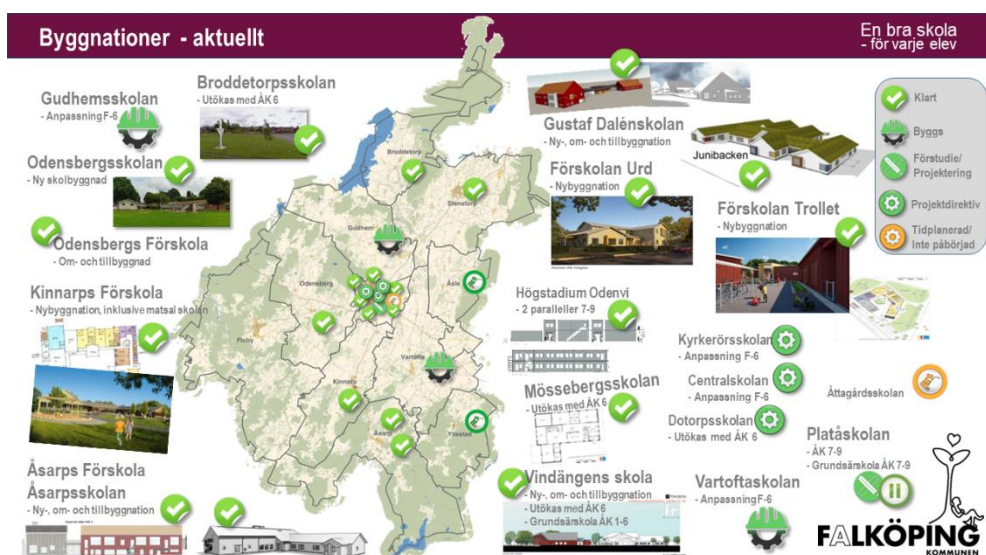 Byggnationer - aktuellt
En bra skola
- för varje elev
Gudhemsskolan
- Anpassning F-6
Broddetorpsskolan
- Utökas med ÅK 6
Odensbergsskolan
- Ny skolbyggnad
Odensbergs Förskola
- Om- och tillbyggnad
Kinnarps Förskola
- Nybyggnation, inklusive matsal skolan
Åsarps Förskola
Åsarpsskolan
- Ny-, om- och tillbyggnation
Broddetorp
Stenstorp
Gudhem
Odensberg
Åsle
Floby
Vartofta
Kinnarp
Åsarp
Yllestad
Gustaf Dalénskolan
- Ny-, om- och tillbyggnation
Förskolan Urd
- Nybyggnation
Högstadium Odenvi
- 2 paralleller 7-9
Mössebergsskolan
- Utökas med ÅK 6
Vindängens skola
- Ny-, om- och tillbyggnation
- Utökas med ÅK 6
- Grundsärskola ÅK 1-6
Junibacken
Förskolan Trollet
- Nybyggnation
Kyrkerörsskolan
- Anpassning F-6
Centralskolan
- Anpassning F-6
Dotorpsskolan
- Utökas med ÅK 6
Vartoftaskolan
- Anpassning F-6
Åttagårdsskolan
Platåskolan
- ÅK 7-9
- Grundsärskola ÅK 7-9
Klart
Byggs
Förstudie/
Projektering
Projektdirektiv
Tidplanerad/
Inte påbörjad
FALKÖPING
KOMMUNEN